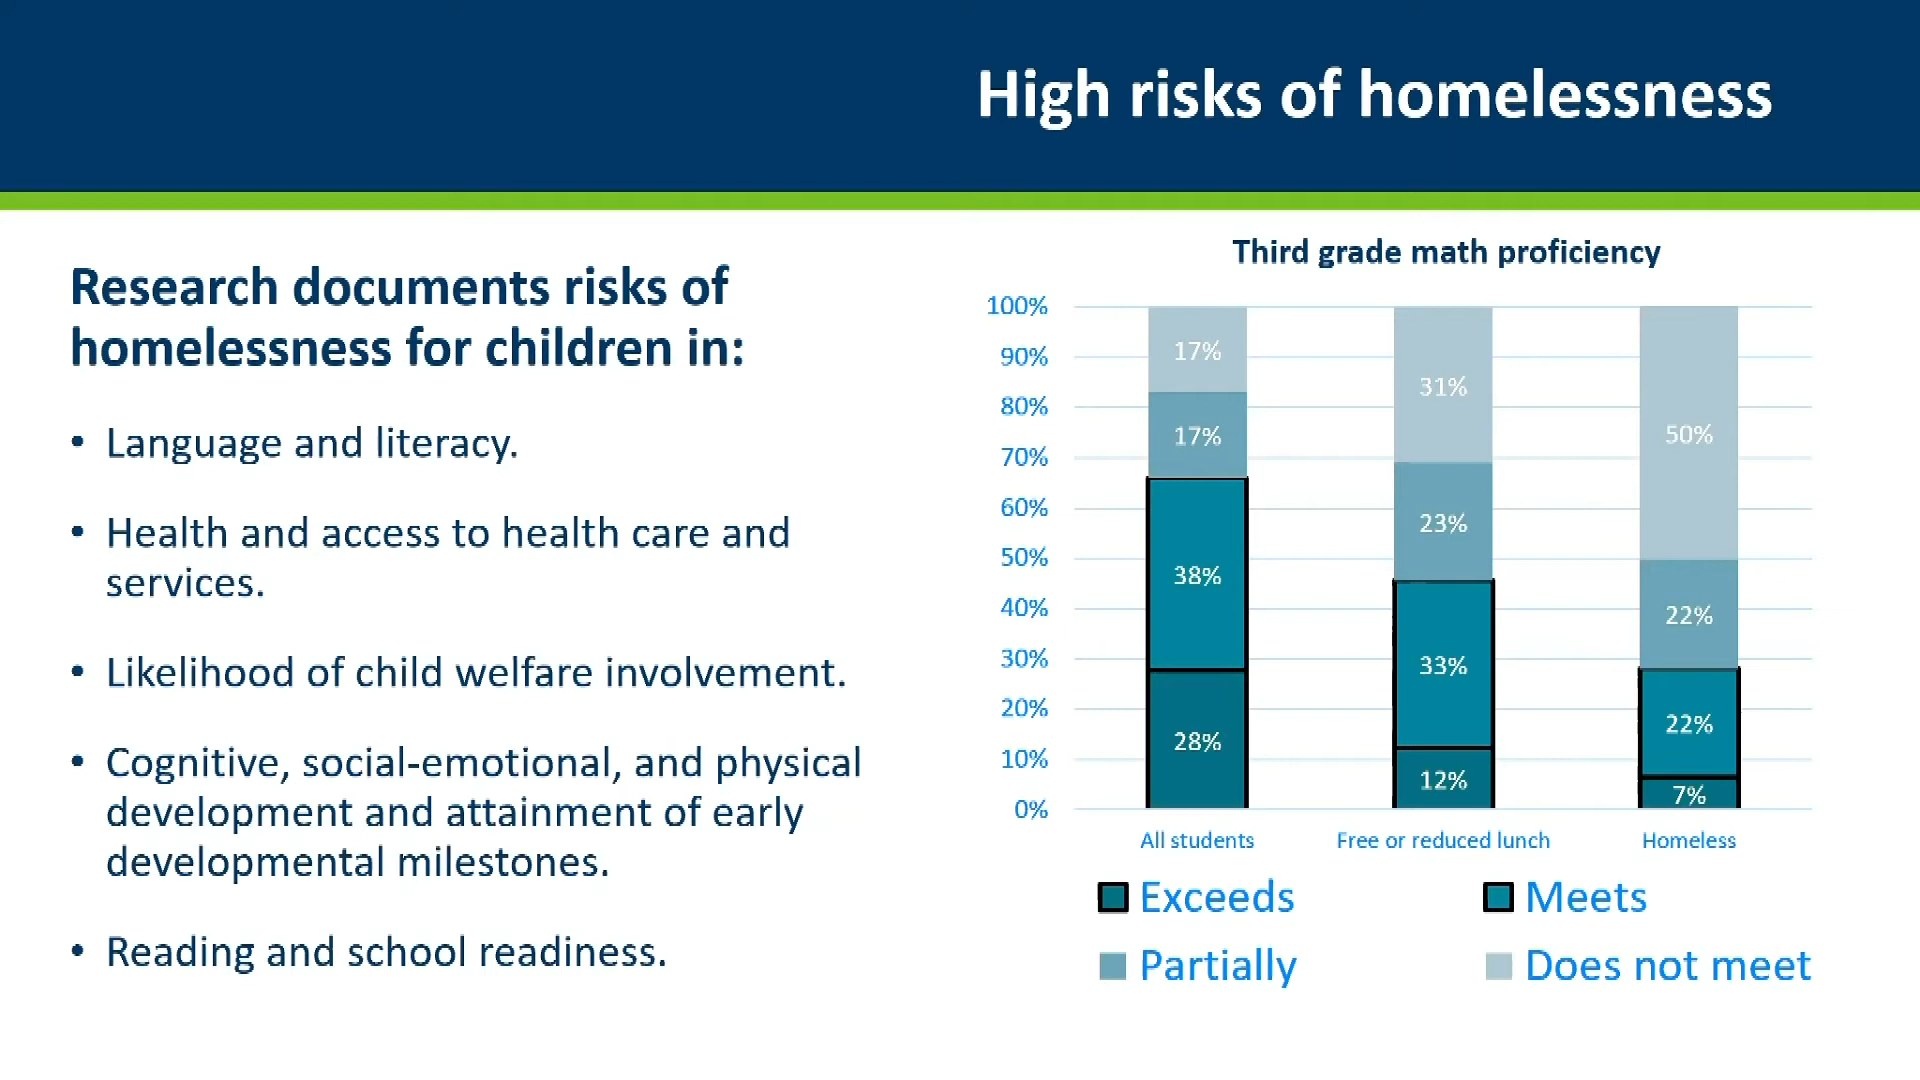 High risks of homelessness
Research documents risks of
homelessness for children in:
• Language and literacy.
• Health and access to health care and
services.
• Likelihood of child welfare involvement.
• Cognitive, social-emotional, and physical
development and attainment of early
developmental milestones.
• Reading and school readiness.
Third grade math proficiency
100%
90%
80%
70%
60%
50%
40%
30%
20%
10%
0%
17%
17%
38%
28%
31%
23%
33%
12%
50%
22%
22%
7%
All students Free or reduced lunch Homeless
Exceeds Meets
Partially Does not meet